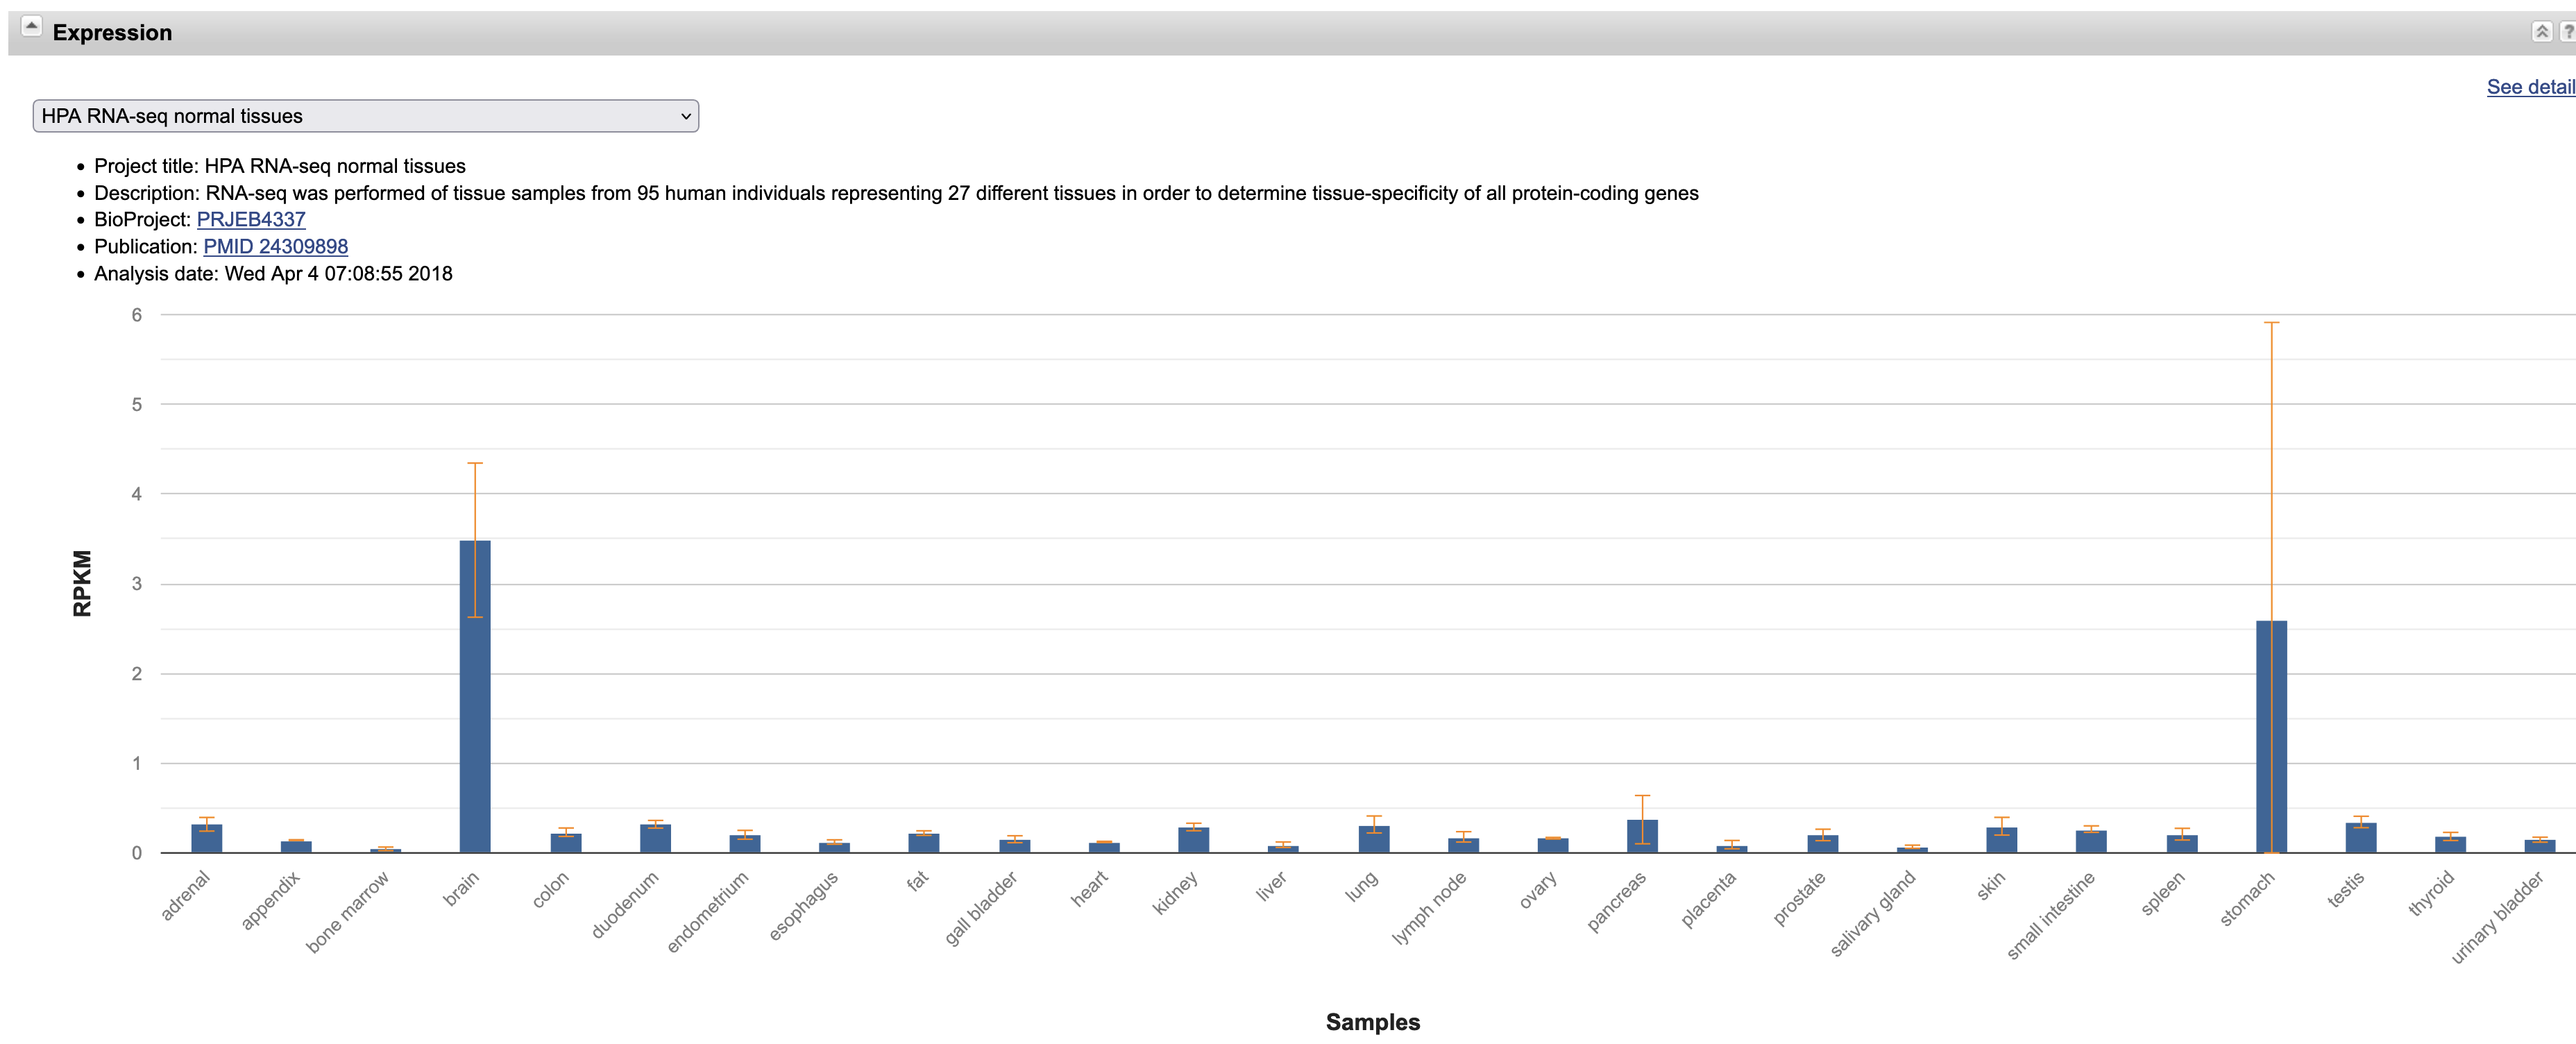 Expression
?
See detail
HPA RNA-seq normal tissues
• Project title: HPA RNA-seq normal tissues
• Description: RNA-seq was performed of tissue samples from 95 human individuals representing 27 different tissues in order to determine tissue-specificity of all protein-coding genes
• BioProject: PRJEB4337
• Publication: PMID 24309898
• Analysis date: Wed Apr 4 07:08:55 2018
6
5
4
3
2
1
0
RPKM
adrenal
appendix
bone marrow
brain
colon
duodenum
endometrium
esophagus
fat
gall bladder
heart
kidney
liver
lung
lymph node
ovary
pancreas
placenta
prostate
salivary gland
skin
small intestine
spleen
stomach
testis
thyroid
urinary bladder
Samples